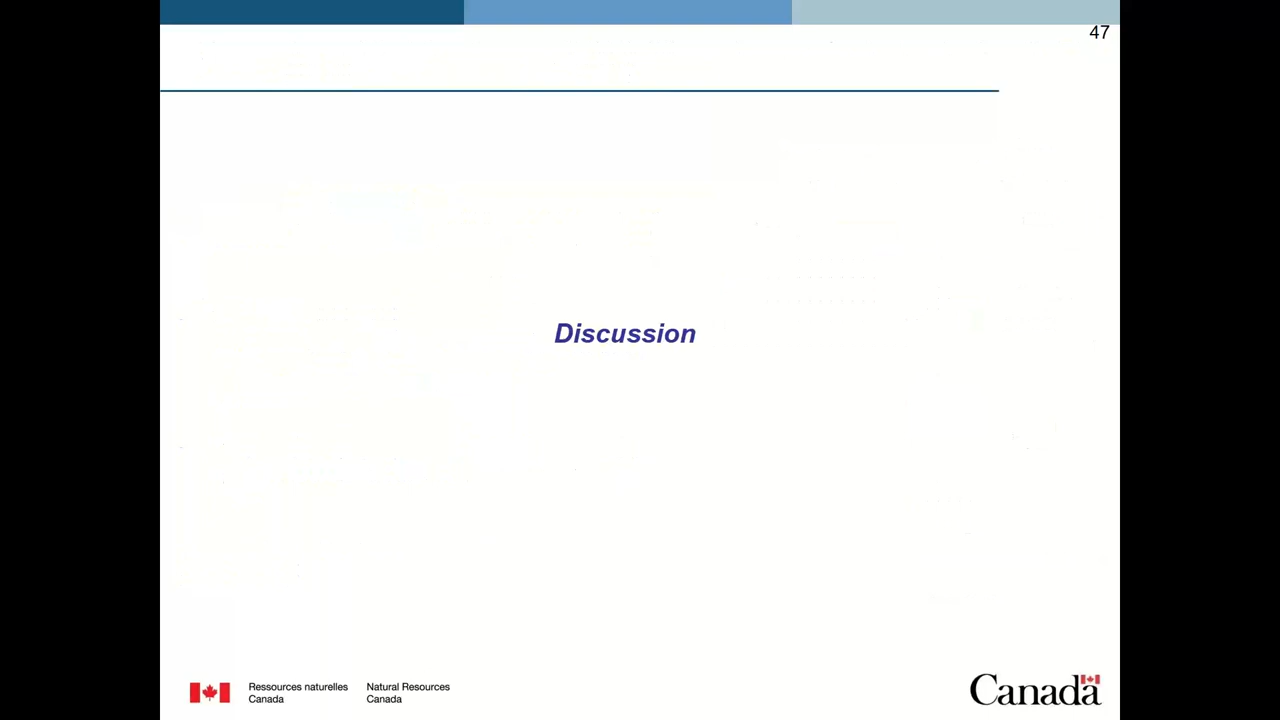 47
Discussion
Ressources naturelles
Canada
Natural Resources
Canada
Canada